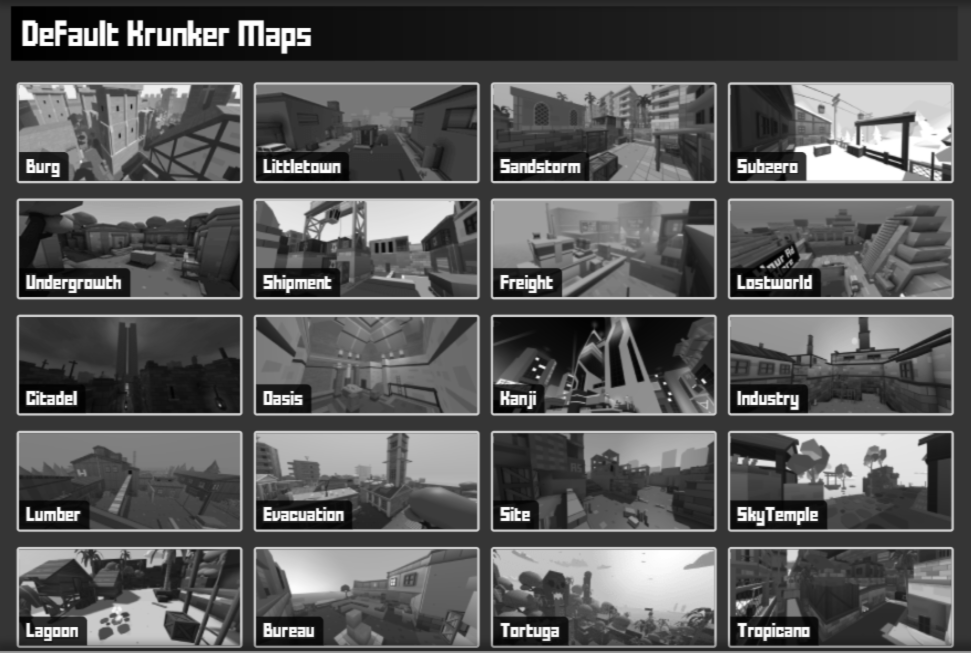 Default Krunker Maps
Burg
Littletown
Sandstorm
Subzero
Undergrowth
Shipment
Freight
Lostworld
Citadel
Oasis
Kanji
Industry
Lumber
Evacuation
Site
SkyTemple
Lagoon
Bureau
Tortuga
Tropicano